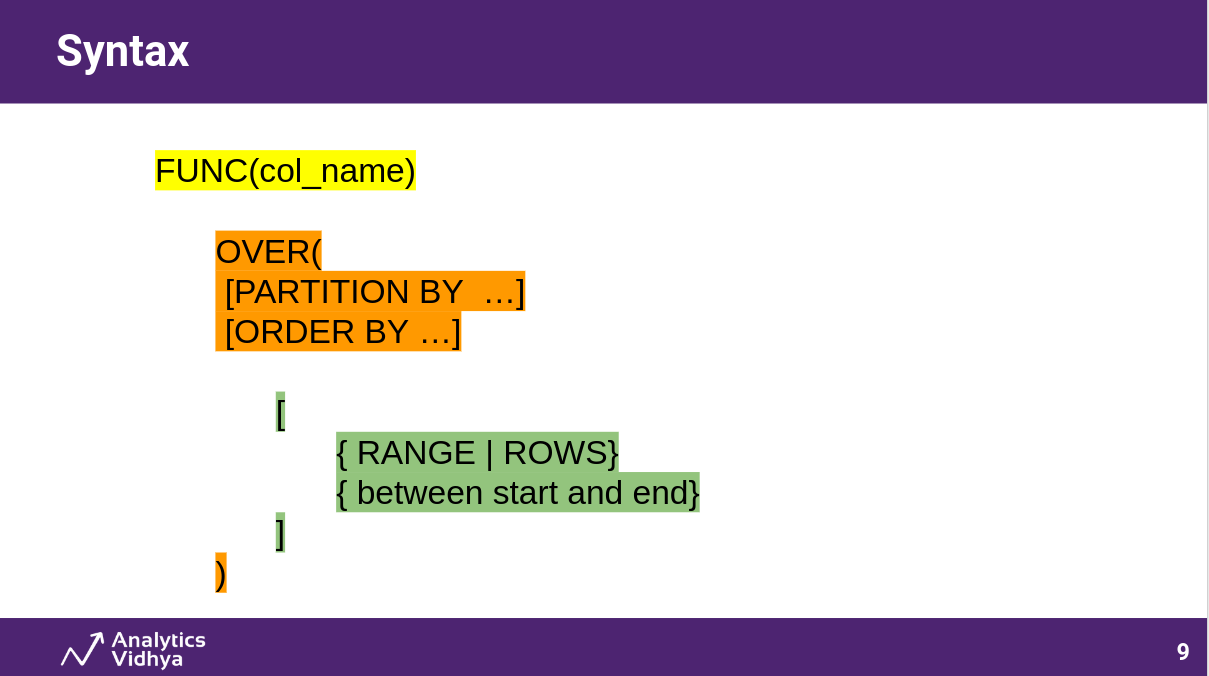 Syntax
FUNC(col_name)
OVER(
[PARTITION BY …]
[ORDER BY …]
[
{ RANGE | ROWS}
{ between start and end}
]
)
Analytics
Vidhya
9